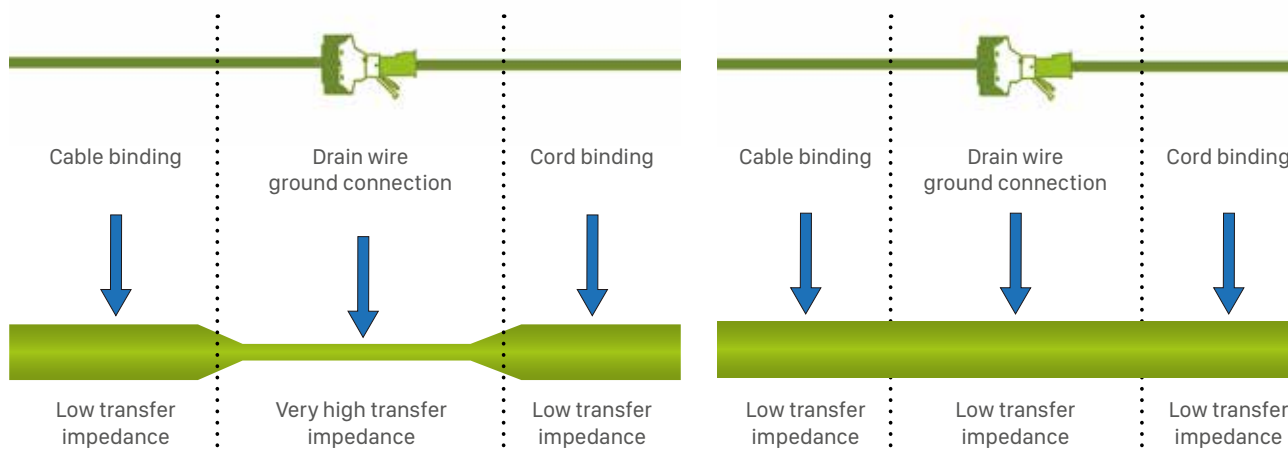 Cable binding
Drain wire
ground connection
Cord binding
Low transfer
impedance
Very high transfer
impedance
Low transfer
impedance
Cable binding
Drain wire
ground connection
Cord binding
Low transfer
impedance
Low transfer
impedance
Low transfer
impedance